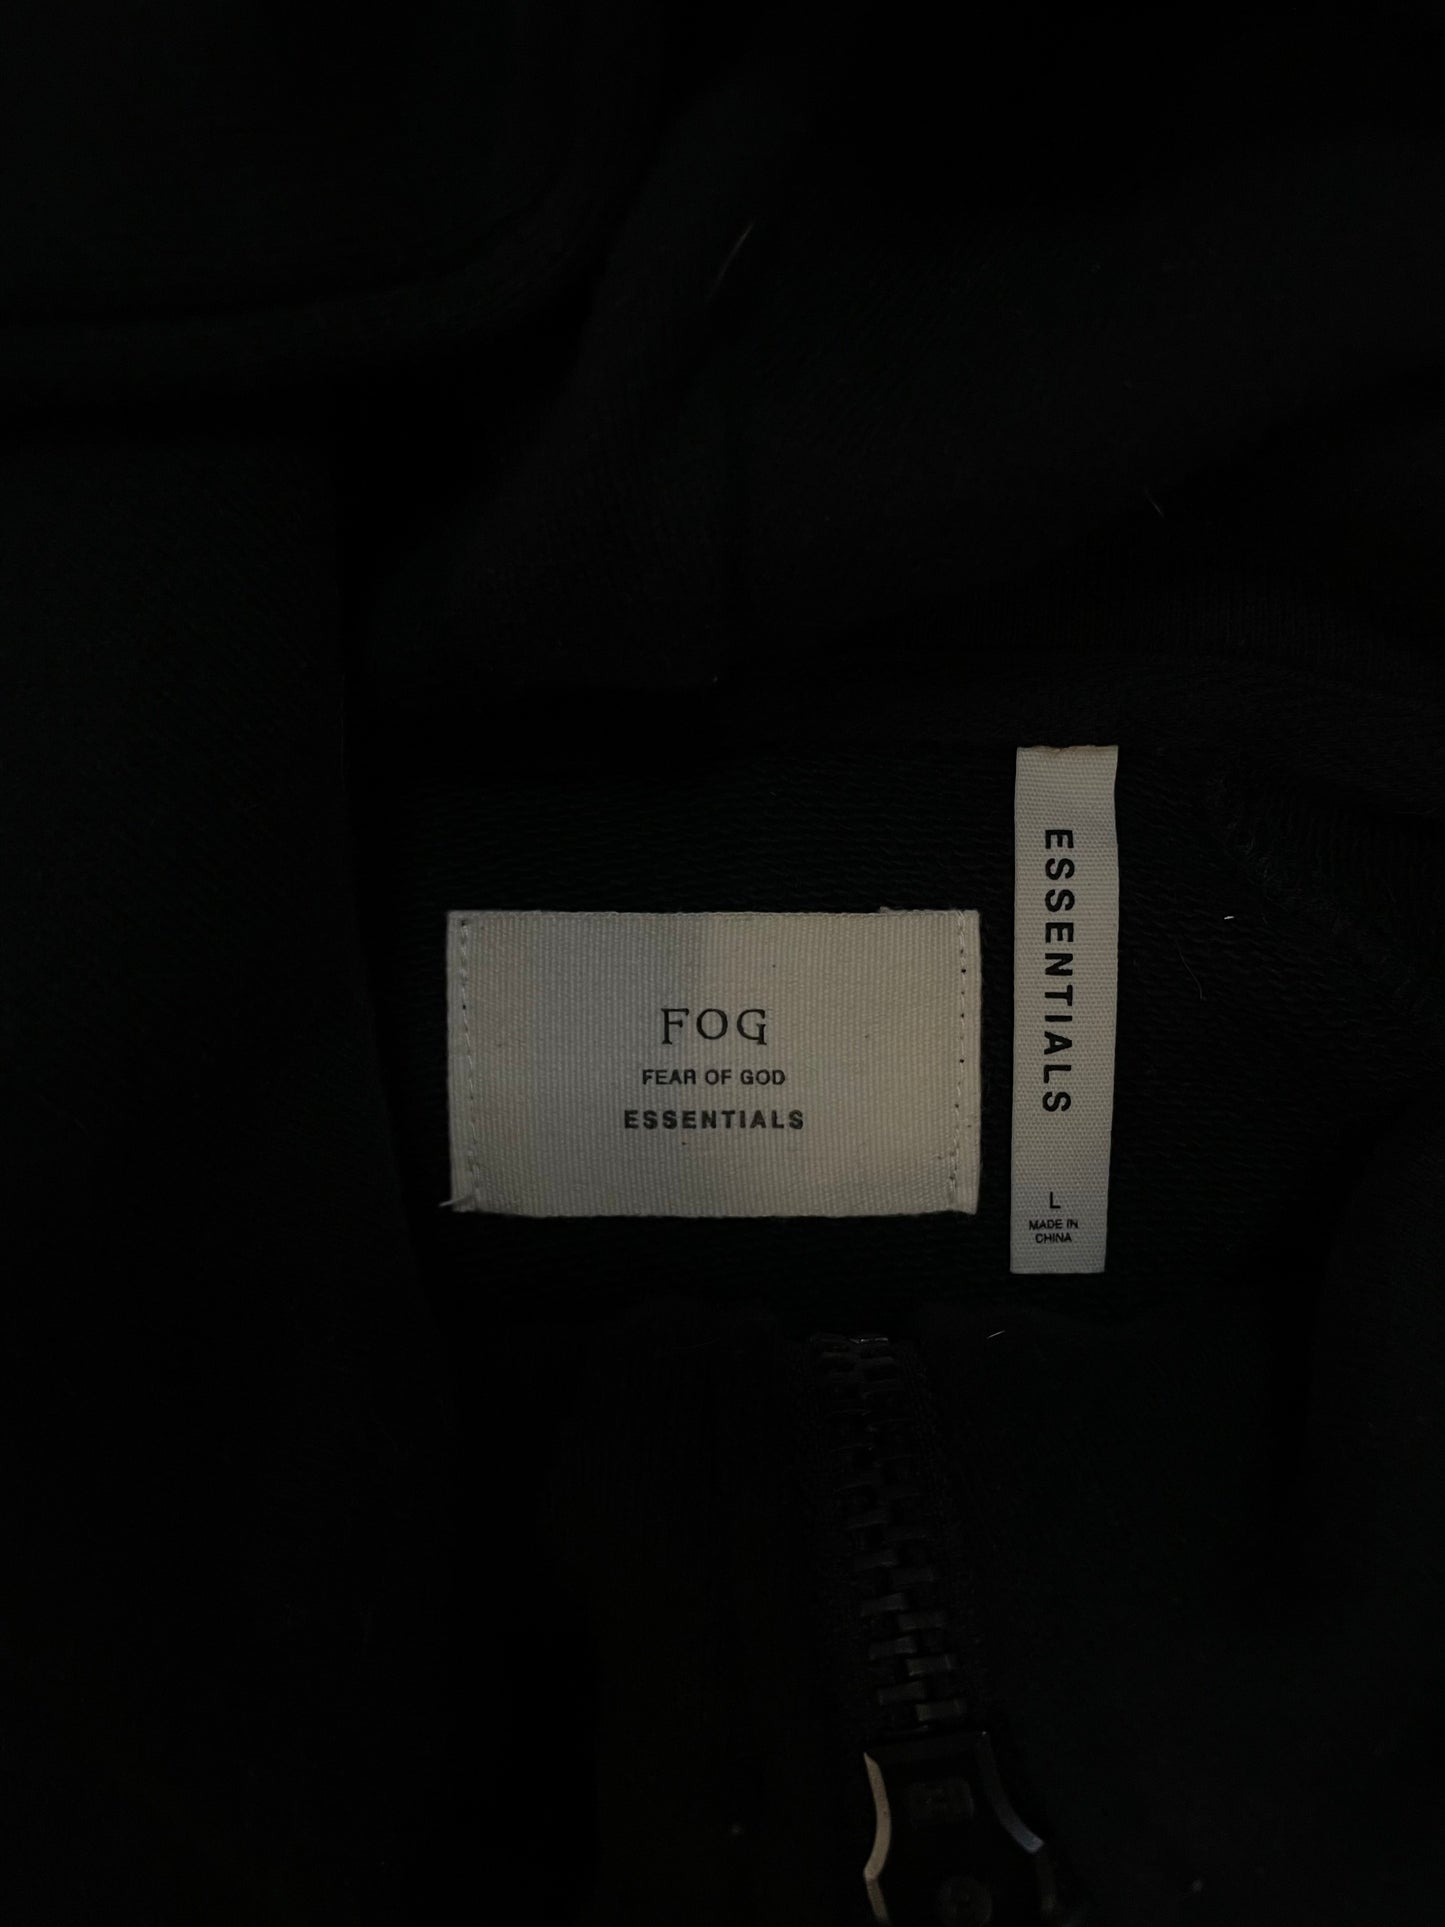 FOG
FEAR OF GOD
ESSENTIALS
ESSENTIALS
L
MADE IN
CHINA